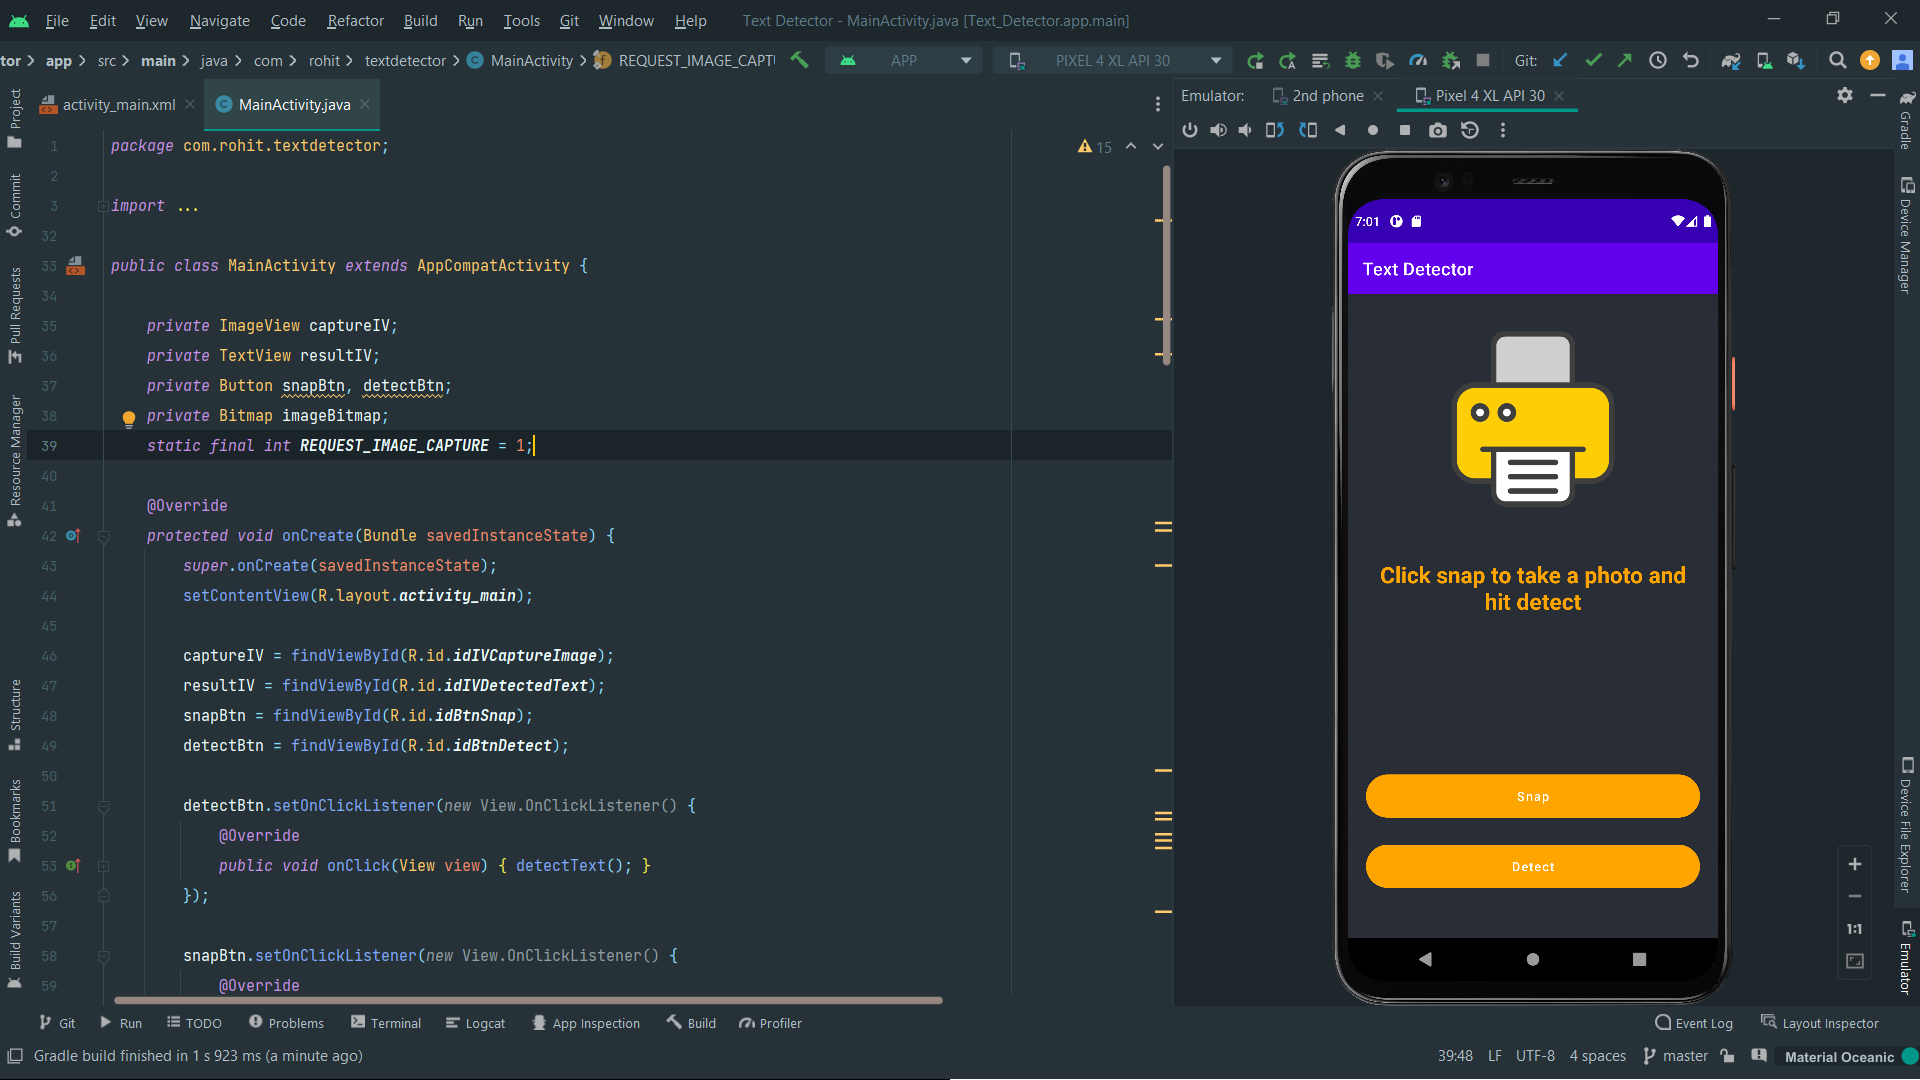 File Edit View Navigate Code Refactor Build Run Tools Git Window Help Text Detector - MainActivity.java [Text_Detector.app.main]
tor app src main java com rohit textdetector MainActivity REQUEST_IMAGE_CAPTU APP PIXEL 4 XL API 30 Git:
activity_main.xml MainActivity.java
Emulator: 2nd phone Pixel 4 XL API 30
Project
Commit
Pull Requests
Resource Manager
Structure
Bookmarks
Build Variants
15
1 package com.rohit.textdetector;
2
3 import ...
32
33 public class MainActivity extends AppCompatActivity {
34
35 private ImageView captureIV;
36 private TextView resultIV;
37 private Button snapBtn, detectBtn;
38 private Bitmap imageBitmap;
39 static final int REQUEST_IMAGE_CAPTURE = 1;
40
41 @Override
42 protected void onCreate(Bundle savedInstanceState) {
43 super.onCreate(savedInstanceState);
44 setContentView(R.layout.activity_main);
45
46 captureIV = findViewById(R.id.idIVCaptureImage);
47 resultIV = findViewById(R.id.idIVDetectedText);
48 snapBtn = findViewById(R.id.idBtnSnap);
49 detectBtn = findViewById(R.id.idBtnDetect);
50
51 detectBtn.setOnClickListener(new View.OnClickListener() {
52 @Override
53 public void onClick(View view) { detectText(); }
56 });
57
58 snapBtn.setOnClickListener(new View.OnClickListener() {
59 @Override
7:01
Text Detector
Click snap to take a photo and
hit detect
Snap
Detect
1:1
Gradle
Device Manager
Device File Explorer
Emulator
Git Run TODO Problems Terminal Logcat App Inspection Build Profiler Event Log Layout Inspector
Gradle build finished in 1 s 923 ms (a minute ago) 39:48 LF UTF-8 4 spaces master Material Oceanic